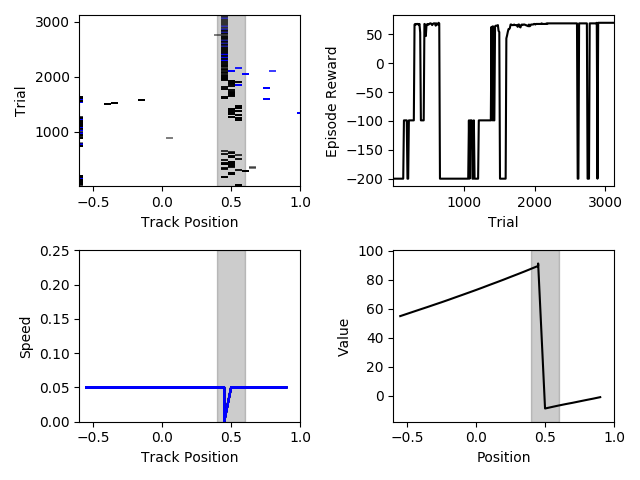 3000
2000
1000
Trial
−0.5 0.0 0.5 1.0
Track Position
50
0
−50
−100
−150
−200
Episode Reward
1000 2000 3000
Trial
0.25
0.20
0.15
0.10
0.05
0.00
Speed
−0.5 0.0 0.5 1.0
Track Position
100
80
60
40
20
0
Value
−0.5 0.0 0.5 1.0
Position